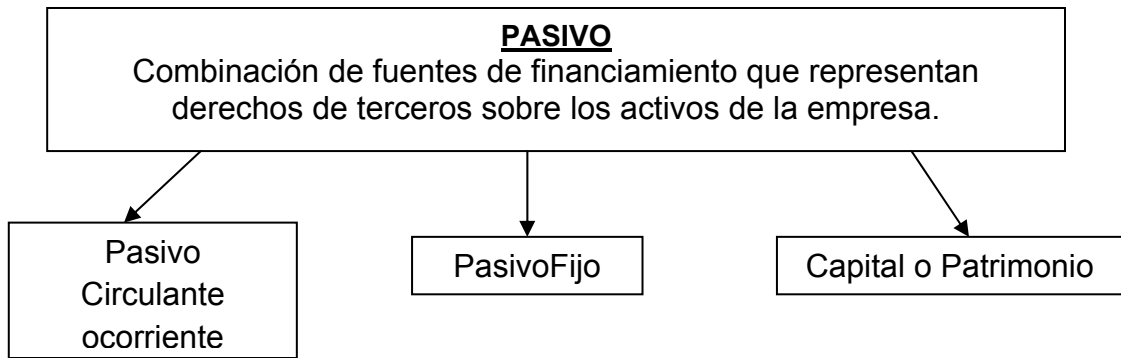 PASIVO
Combinación de fuentes de financiamiento que representan
derechos de terceros sobre los activos de la empresa.
Pasivo
Circulante
ocorriente
PasivoFijo
Capital o Patrimonio